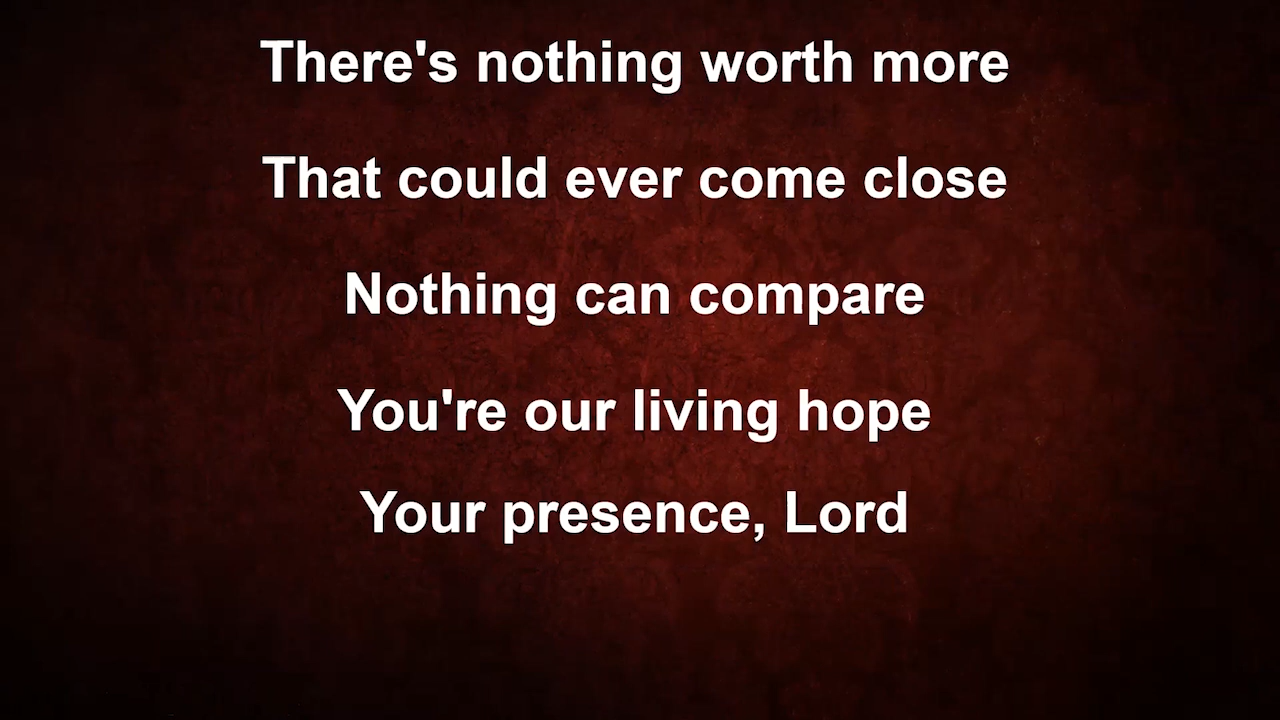 There's nothing worth more
That could ever come close
Nothing can compare
You're our living hope
Your presence, Lord